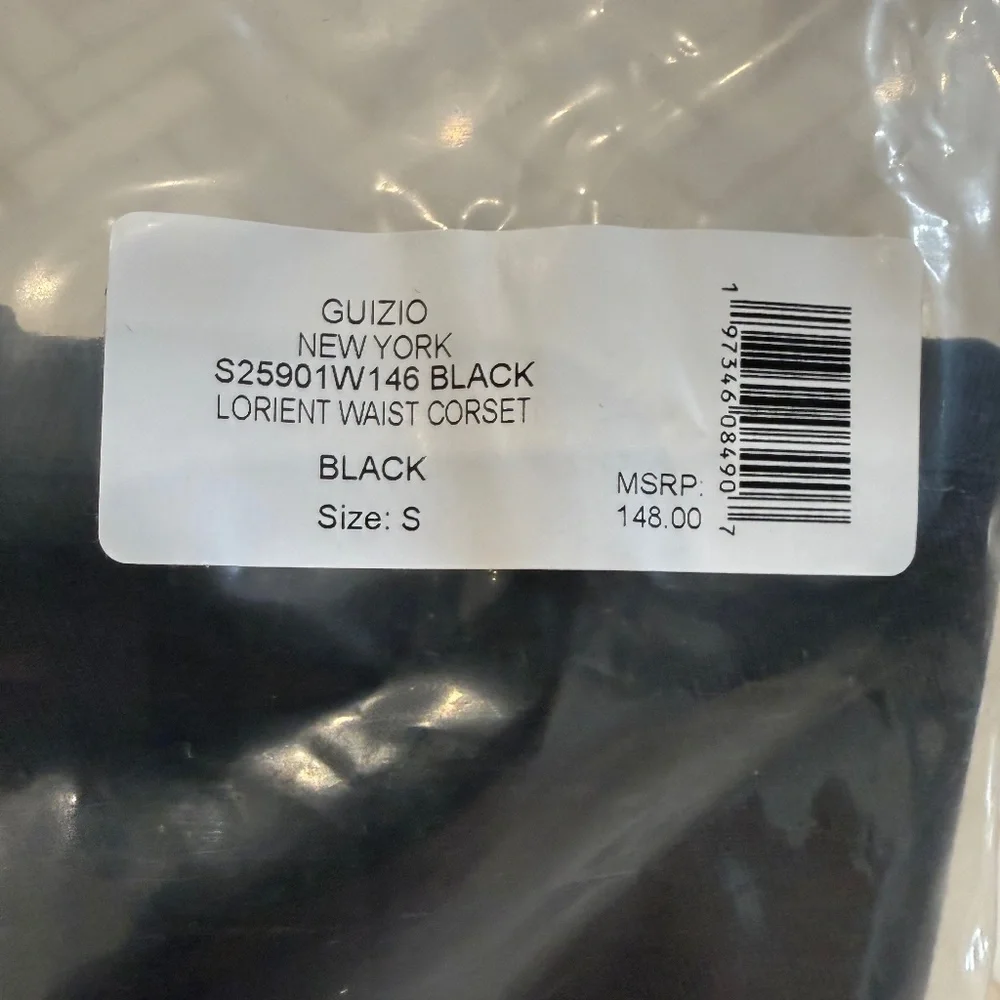 GUIZIO
NEW YORK
S25901W146 BLACK
LORIENT WAIST CORSET
BLACK
Size: S
MSRP:
148.00
1 97346 08490 7